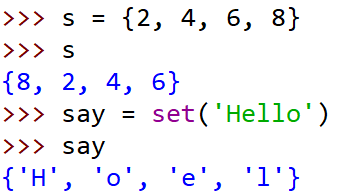 >>> s = {2, 4, 6, 8}
>>> s
{8, 2, 4, 6}
>>> say = set('Hello')
>>> say
{'H', 'o', 'e', 'l'}